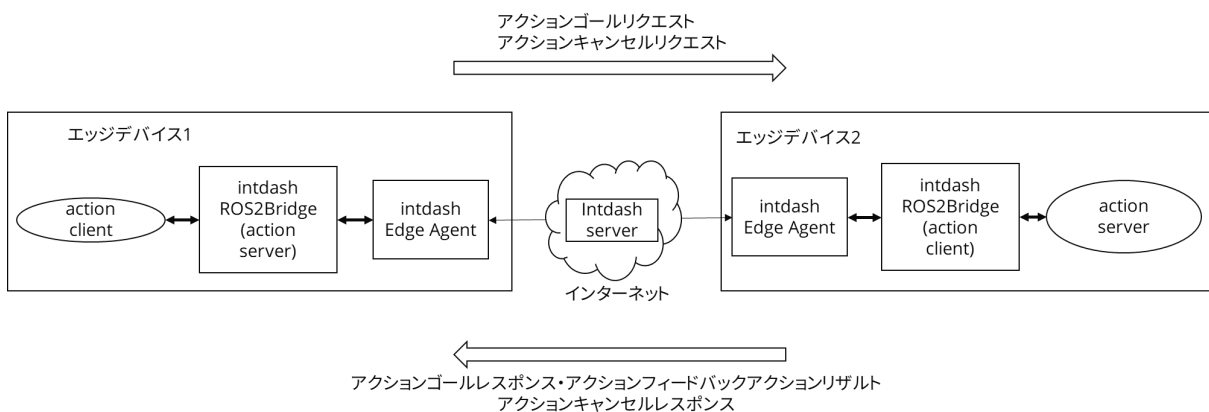 アクションゴールリクエスト
アクションキャンセルリクエスト
エッジデバイス1
action
client
intdash
ROS2Bridge
(action
server)
intdash
Edge Agent
Intdash
server
インターネット
エッジデバイス2
intdash
Edge Agent
intdash
ROS2Bridge
(action
client)
action
server
アクションゴールレスポンス・アクションフィードバックアクションリザルト
アクションキャンセルレスポンス